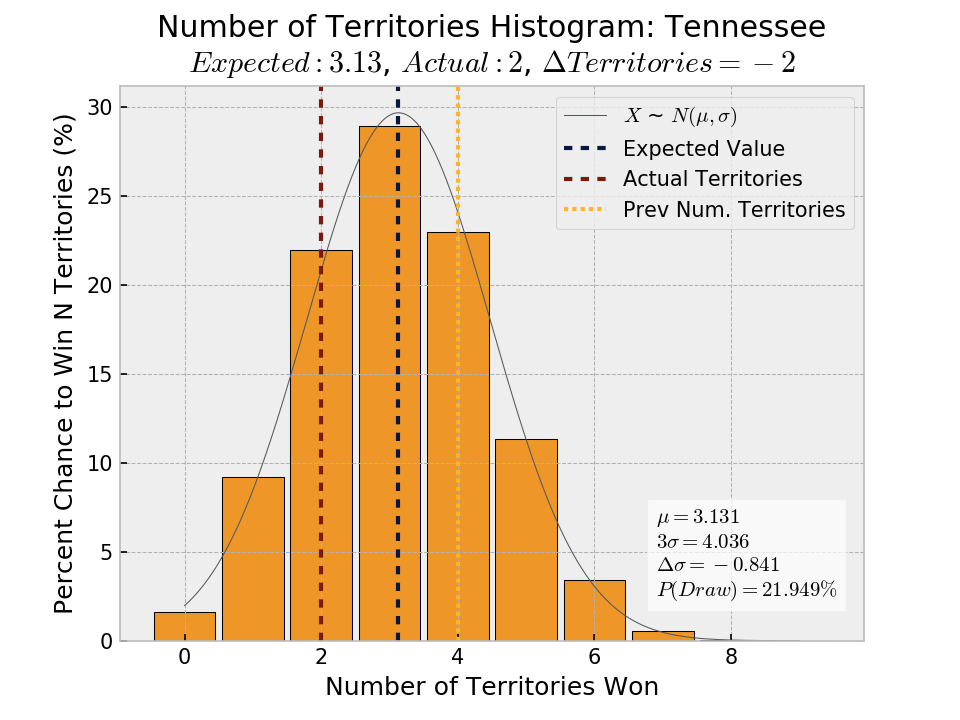 Number of Territories Histogram: Tennessee
Expected: 3.13, Actual: 2, ΔTerritories = −2
Percent Chance to Win N Territories (%)
30
25
20
15
10
5
0
X ~ N(μ, σ)
Expected Value
Actual Territories
Prev Num. Territories
μ = 3.131
3σ = 4.036
Δσ = −0.841
P(Draw) = 21.949%
0 2 4 6 8
Number of Territories Won